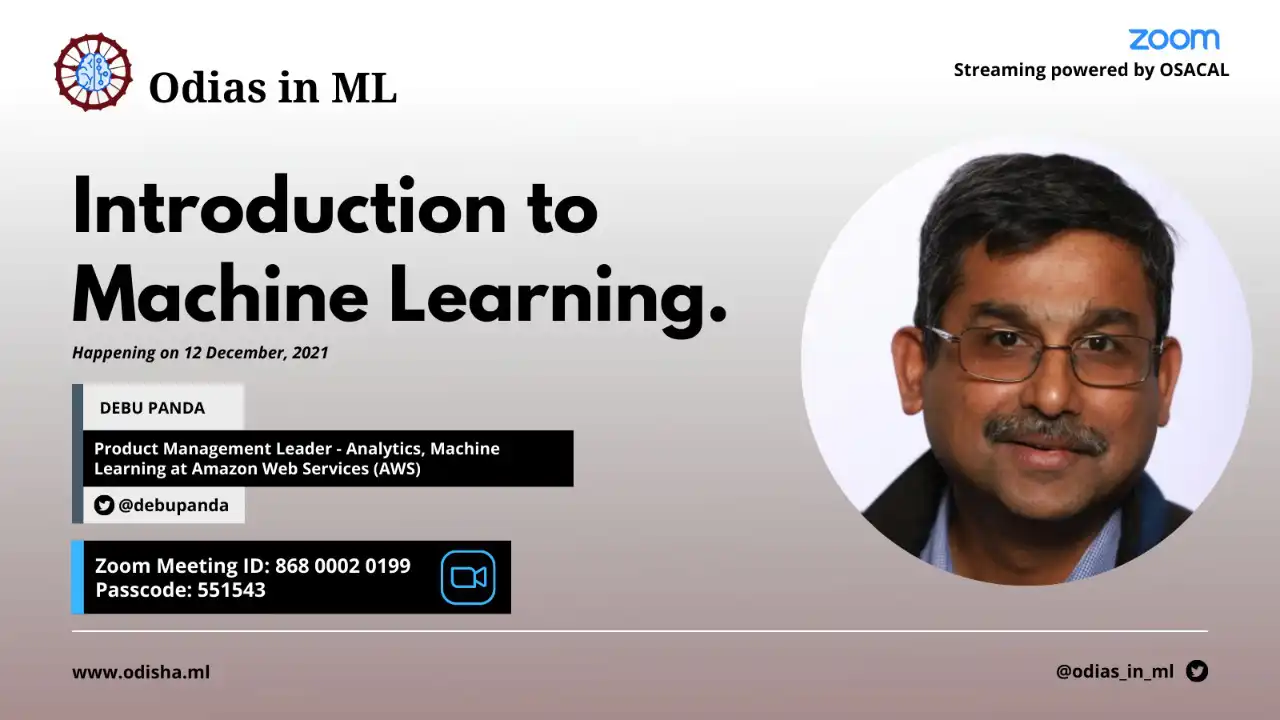 Odias in ML
zoom
Streaming powered by OSACAL
Introduction to
Machine Learning.
Happening on 12 December, 2021
DEBU PANDA
Product Management Leader - Analytics, Machine
Learning at Amazon Web Services (AWS)
@debupanda
Zoom Meeting ID: 868 0002 0199
Passcode: 551543
www.odisha.ml
@odias_in_ml